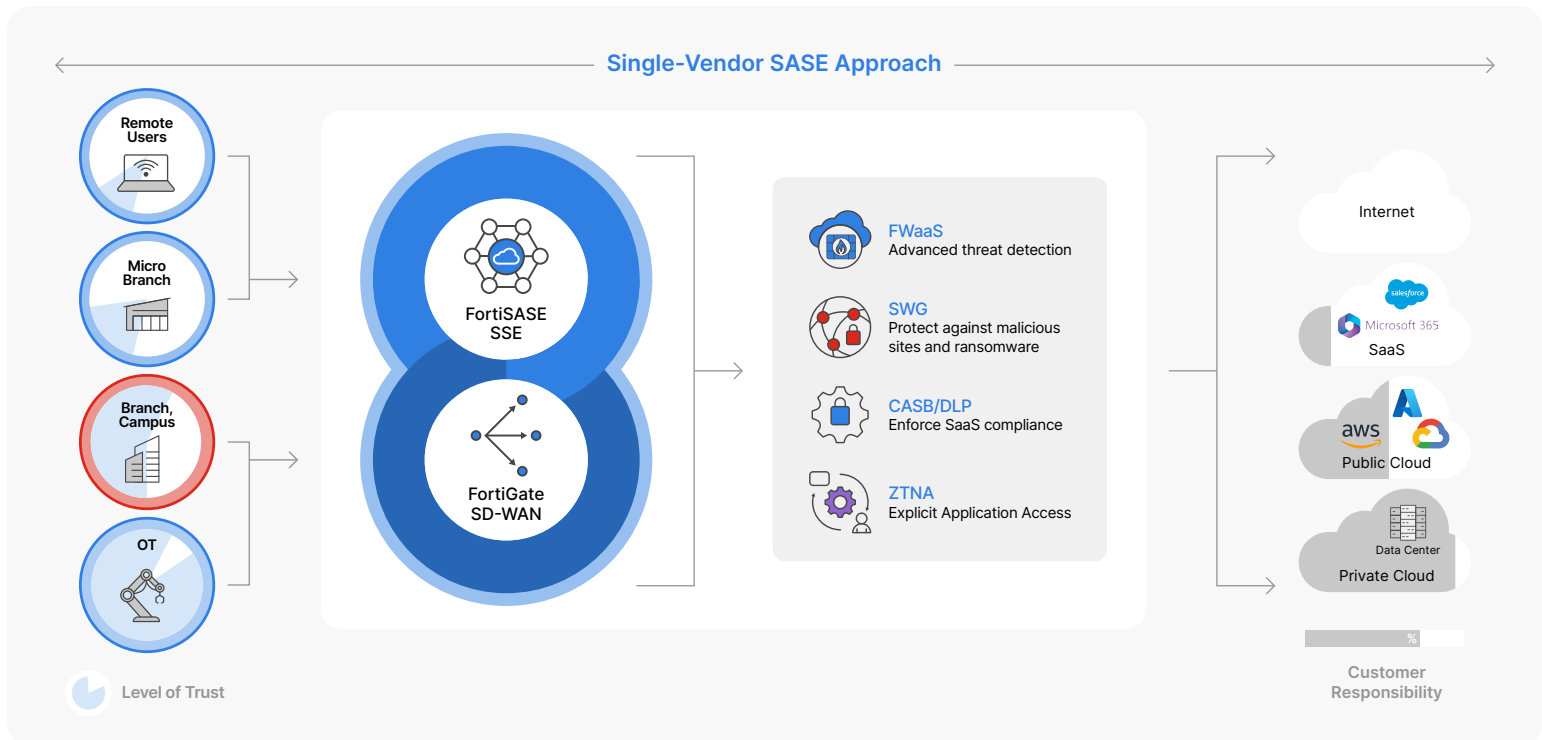 Single-Vendor SASE Approach
Remote
Users
Micro
Branch
Branch,
Campus
OT
Level of Trust
FortiSASE
SSE
FortiGate
SD-WAN
FWaaS
Advanced threat detection
SWG
Protect against malicious
sites and ransomware
CASB/DLP
Enforce SaaS compliance
ZTNA
Explicit Application Access
Internet
salesforce
Microsoft 365
SaaS
aws
Public Cloud
Data Center
Private Cloud
%
Customer
Responsibility